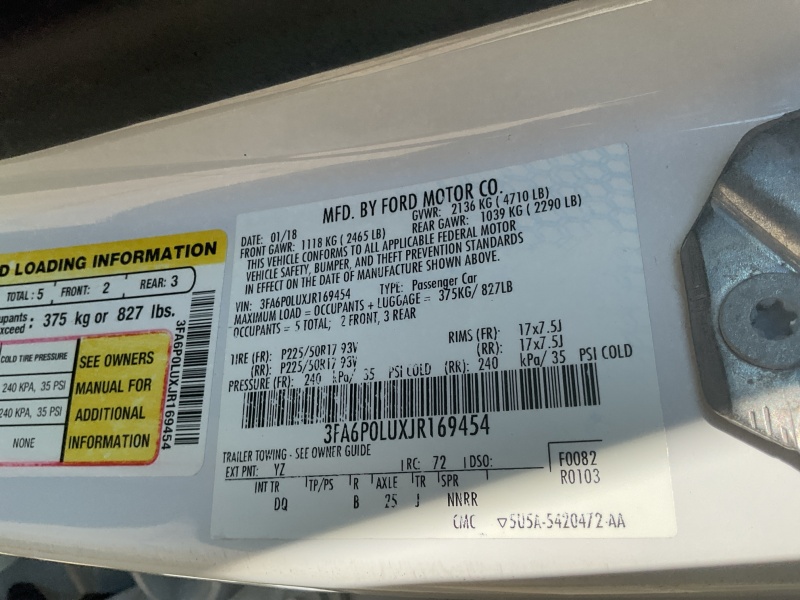 D LOADING INFORMATION
TOTAL: 5 FRONT: 2 REAR: 3
upants
exceed: 375 kg or 827 lbs.
COLD TIRE PRESSURE
240 KPA, 35 PSI
240 KPA, 35 PSI
NONE
SEE OWNERS
MANUAL FOR
ADDITIONAL
INFORMATION
3FA6P0LUXJR169454
MFD. BY FORD MOTOR CO.
DATE: 01/18 GVWR: 2136 KG ( 4710 LB)
FRONT GAWR: 1118 KG ( 2465 LB) REAR GAWR: 1039 KG ( 2290 LB)
THIS VEHICLE CONFORMS TO ALL APPLICABLE FEDERAL MOTOR
VEHICLE SAFETY, BUMPER, AND THEFT PREVENTION STANDARDS
IN EFFECT ON THE DATE OF MANUFACTURE SHOWN ABOVE.
VIN: 3FA6P0LUXJR169454 TYPE: Passenger Car
MAXIMUM LOAD = OCCUPANTS + LUGGAGE = 375KG/ 827LB
OCCUPANTS = 5 TOTAL; 2 FRONT, 3 REAR
TIRE (FR): P225/50R17 93V RIMS (FR): 17x7.5J
(RR): P225/50R17 93V (RR): 17x7.5J
PRESSURE (FR): 240 kPa/ 35 PSI COLD (RR): 240 kPa/ 35 PSI COLD
3FA6P0LUXJR169454
TRAILER TOWING - SEE OWNER GUIDE
EXT PNT: YZ RC: 72 DSO: F0082
INT TR TP/PS R AXLE TR SPR R0103
DQ B 25 J NNRR
CMC ▽5U5A-5420472-AA